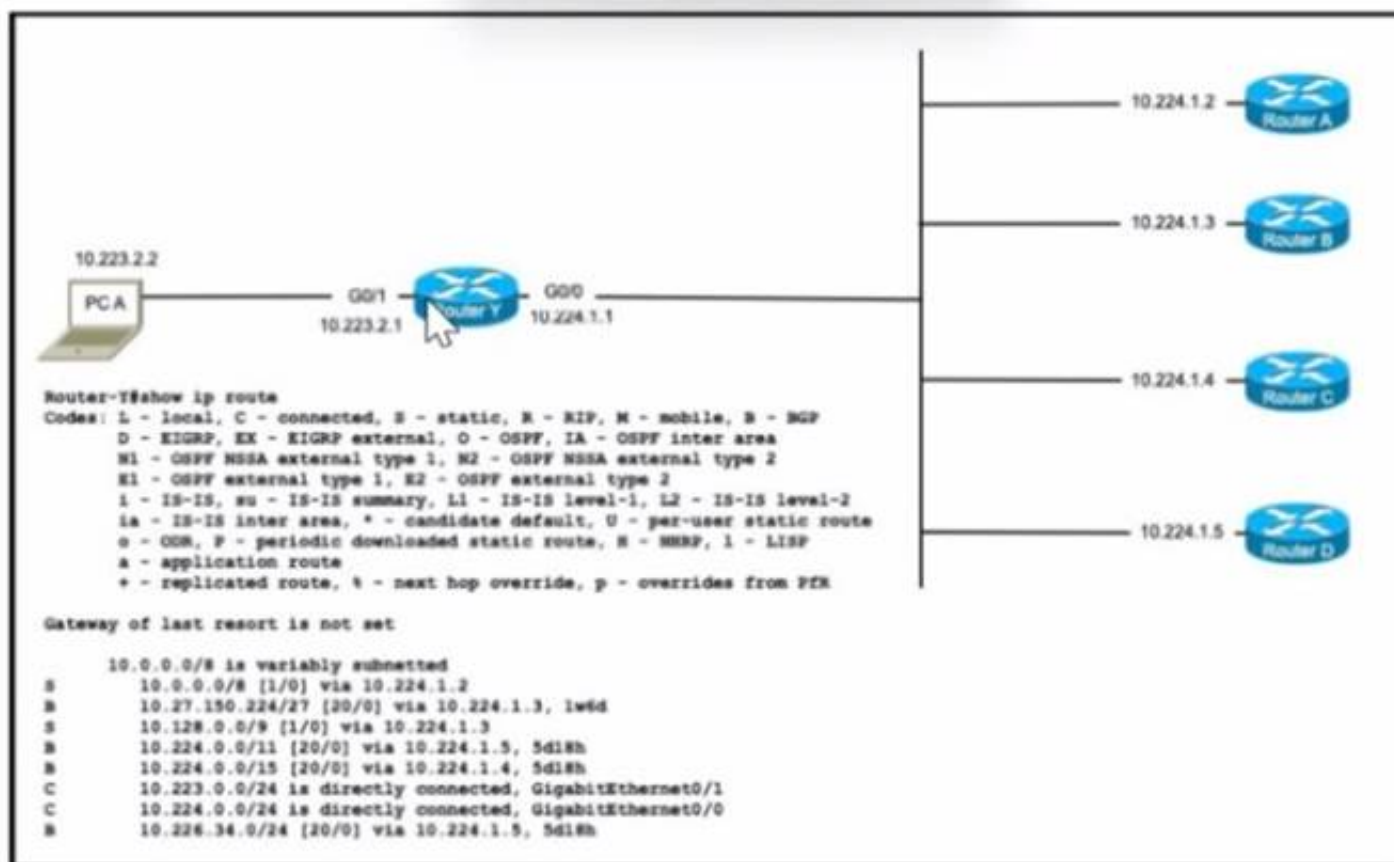 10.224.1.2
Router A
10.224.1.3
Router B
10.223.2.2
PC A
G0/1
Router Y
G0/0
10.223.2.1
10.224.1.1
10.224.1.4
Router C
10.224.1.5
Router D
Router-Y#show ip route
Codes: L - local, C - connected, S - static, R - RIP, M - mobile, B - BGP
D - EIGRP, EX - EIGRP external, O - OSPF, IA - OSPF inter area
N1 - OSPF NSSA external type 1, N2 - OSPF NSSA external type 2
E1 - OSPF external type 1, E2 - OSPF external type 2
i - IS-IS, su - IS-IS summary, L1 - IS-IS level-1, L2 - IS-IS level-2
ia - IS-IS inter area, * - candidate default, U - per-user static route
o - ODR, P - periodic downloaded static route, H - NHRP, l - LISP
a - application route
+ - replicated route, % - next hop override, p - overrides from PfR
Gateway of last resort is not set
10.0.0.0/8 is variably subnetted
S 10.0.0.0/8 [1/0] via 10.224.1.2
B 10.27.150.224/27 [20/0] via 10.224.1.3, 1w6d
S 10.128.0.0/9 [1/0] via 10.224.1.3
B 10.224.0.0/11 [20/0] via 10.224.1.5, 5d18h
B 10.224.0.0/15 [20/0] via 10.224.1.4, 5d18h
C 10.223.0.0/24 is directly connected, GigabitEthernet0/1
C 10.224.0.0/24 is directly connected, GigabitEthernet0/0
B 10.226.34.0/24 [20/0] via 10.224.1.5, 5d18h